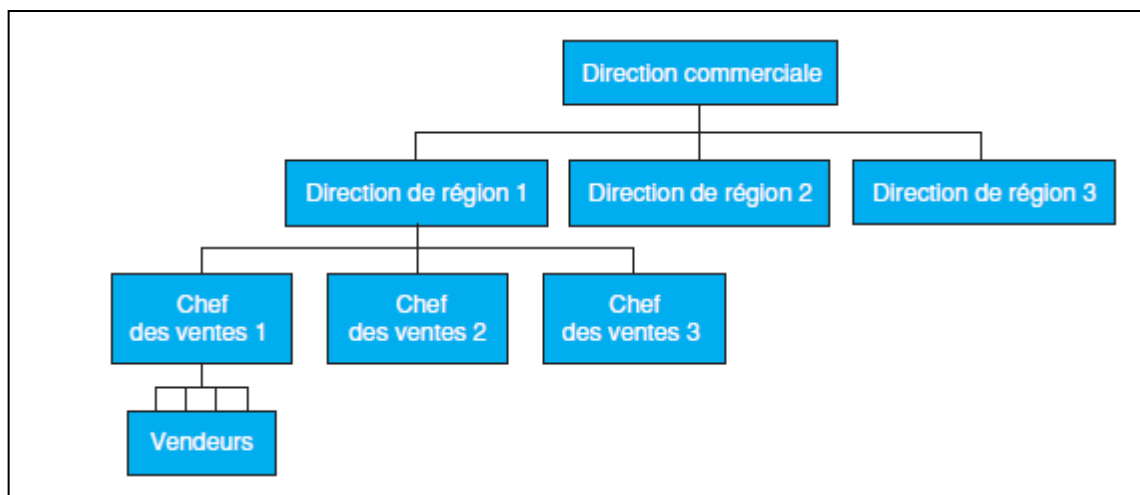 Direction commerciale
Direction de région 1
Direction de région 2
Direction de région 3
Chef
des ventes 1
Chef
des ventes 2
Chef
des ventes 3
Vendeurs